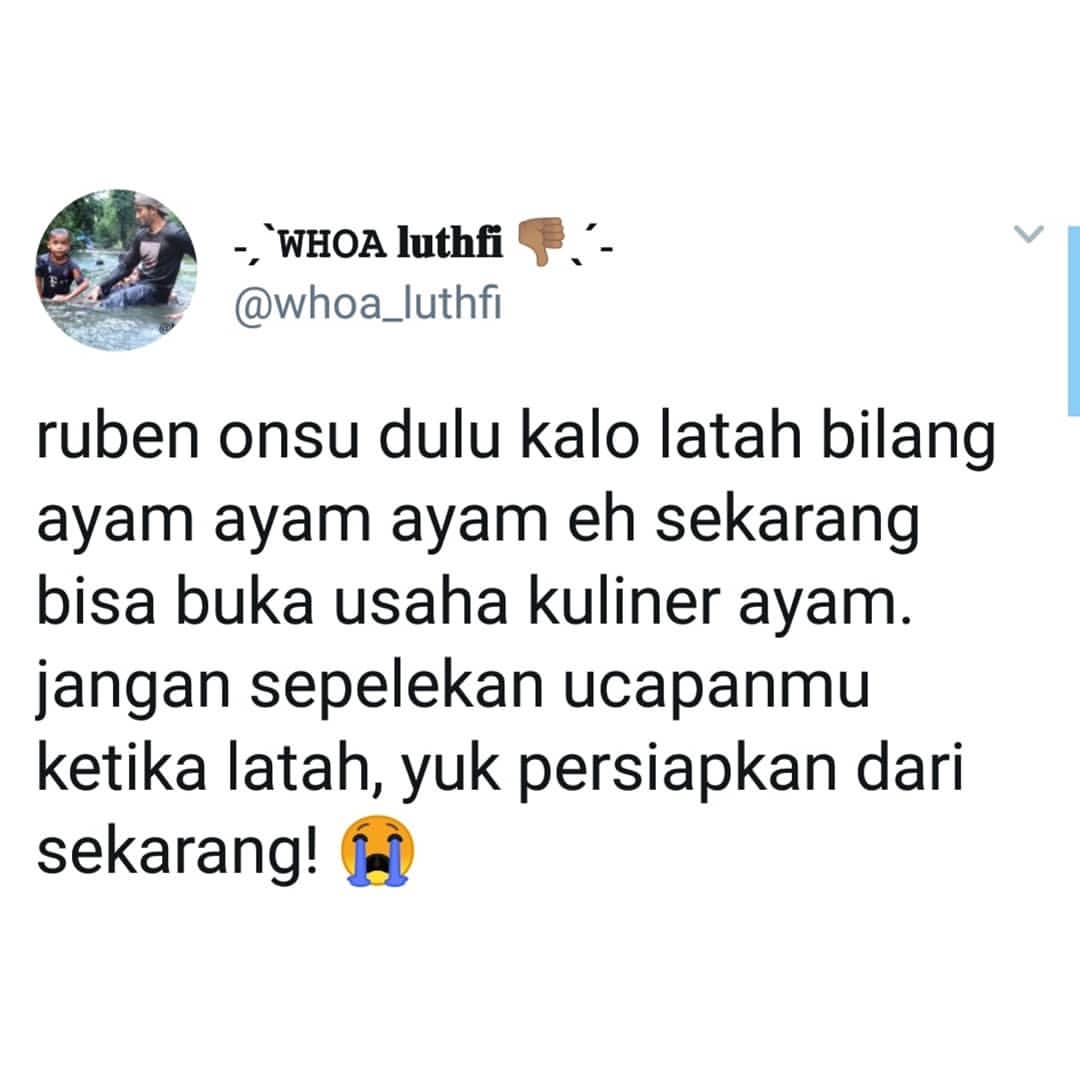 -ˏˋWHOA luthfi 👎🏽ˎˊ-
@whoa_luthfi
ruben onsu dulu kalo latah bilang
ayam ayam ayam eh sekarang
bisa buka usaha kuliner ayam.
jangan sepelekan ucapanmu
ketika latah, yuk persiapkan dari
sekarang! 😭